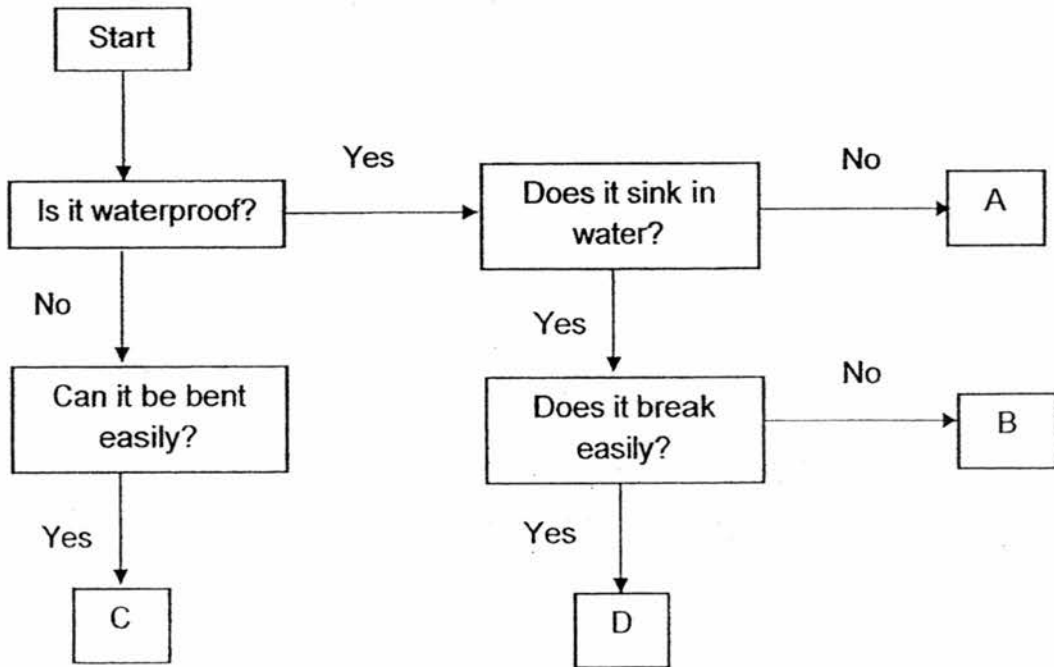 Start
Yes
No
Is it waterproof?
Does it sink in
water?
A
No
Yes
Can it be bent
easily?
Does it break
easily?
No
B
Yes
Yes
C
D